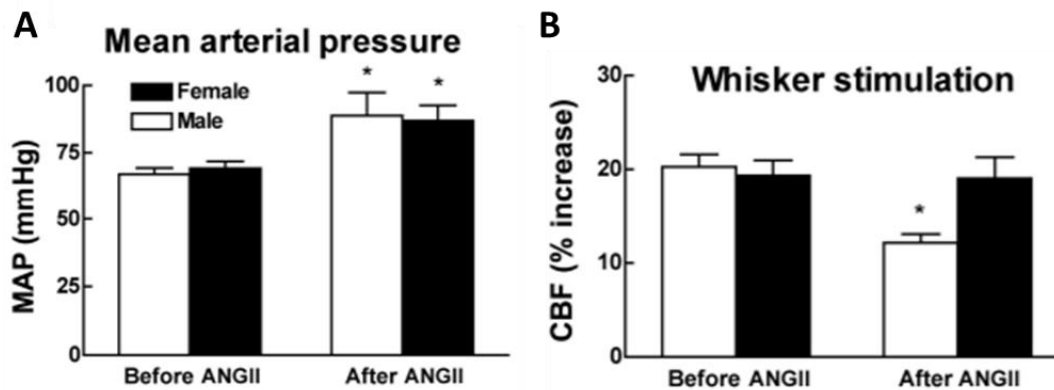 A
Mean arterial pressure
MAP (mmHg)
100
75
50
25
0
Female
Male
*
*
Before ANGII
After ANGII
B
Whisker stimulation
CBF (% increase)
30
20
10
0
*
Before ANGII
After ANGII